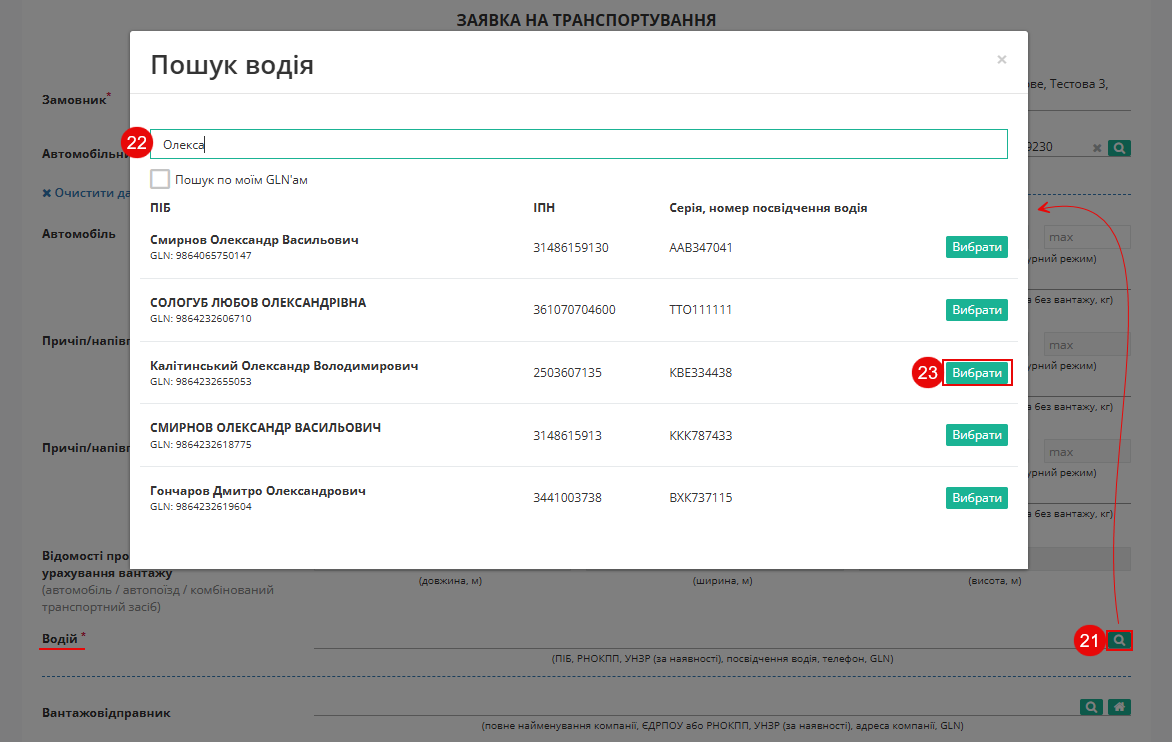 ЗАЯВКА НА ТРАНСПОРТУВАННЯ
Пошук водія
×
Замовник*
ве, Тестова 3,
22
Олекса
Автомобільн
9230
Пошук по моїм GLN'ам
Очистити да
ПІБ ІПН Серія, номер посвідчення водія
Автомобіль
max
Смирнов Олександр Васильович
GLN: 9864065750147
31486159130 ААВ347041 Вибрати
урний режим)
СОЛОГУБ ЛЮБОВ ОЛЕКСАНДРІВНА
GLN: 9864232606710
361070704600 ТТО111111 Вибрати
а без вантажу, кг)
Причіп/напівп
max
Калітинський Олександр Володимирович
GLN: 9864232655053
2503607135 КВЕ334438 23 Вибрати
урний режим)
а без вантажу, кг)
СМИРНОВ ОЛЕКСАНДР ВАСИЛЬОВИЧ
GLN: 9864232618775
3148615913 ККК787433 Вибрати
Причіп/напівп
max
урний режим)
Гончаров Дмитро Олександрович
GLN: 9864232619604
3441003738 ВХК737115 Вибрати
а без вантажу, кг)
Відомості про
урахування вантажу
(автомобіль / автопоїзд / комбінований
транспортний засіб)
(довжина, м) (ширина, м) (висота, м)
Водій *
21
(ПІБ, РНОКПП, УНЗР (за наявності), посвідчення водія, телефон, GLN)
Вантажовідправник
(повне найменування компанії, ЄДРПОУ або РНОКПП, УНЗР (за наявності), адреса компанії, GLN)